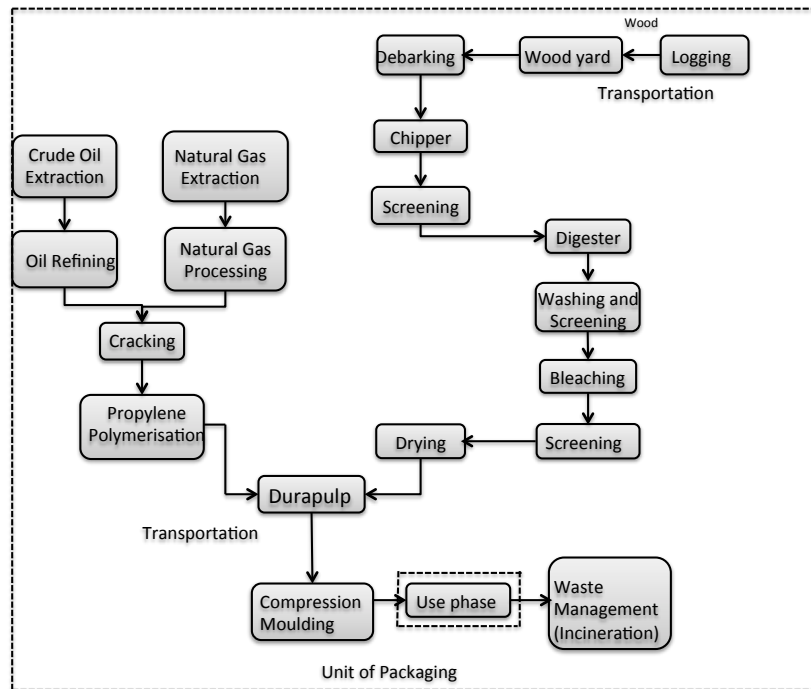 Wood
Debarking
Wood yard
Logging
Transportation
Chipper
Crude Oil
Extraction
Natural Gas
Extraction
Screening
Digester
Oil Refining
Natural Gas
Processing
Washing and
Screening
Cracking
Bleaching
Propylene
Polymerisation
Drying
Screening
Durapulp
Transportation
Compression
Moulding
Use phase
Waste
Management
(Incineration)
Unit of Packaging